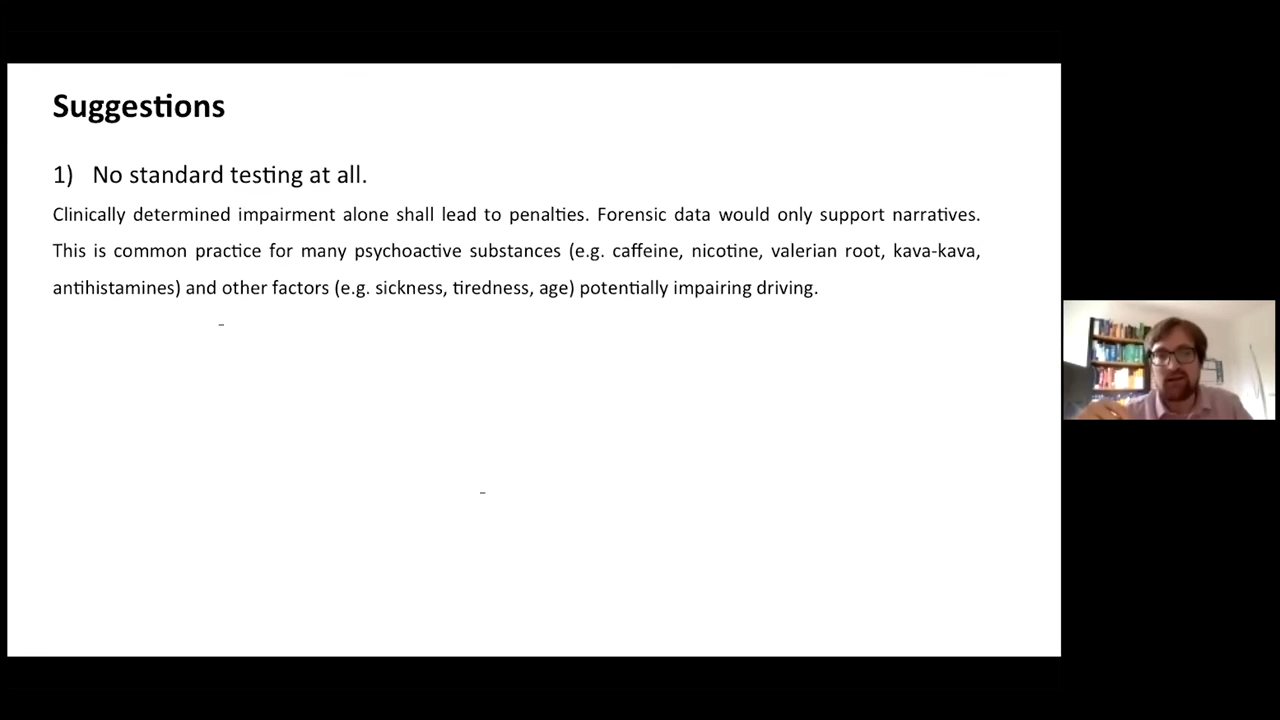 Suggestions
1) No standard testing at all.
Clinically determined impairment alone shall lead to penalties. Forensic data would only support narratives.
This is common practice for many psychoactive substances (e.g. caffeine, nicotine, valerian root, kava-kava,
antihistamines) and other factors (e.g. sickness, tiredness, age) potentially impairing driving.